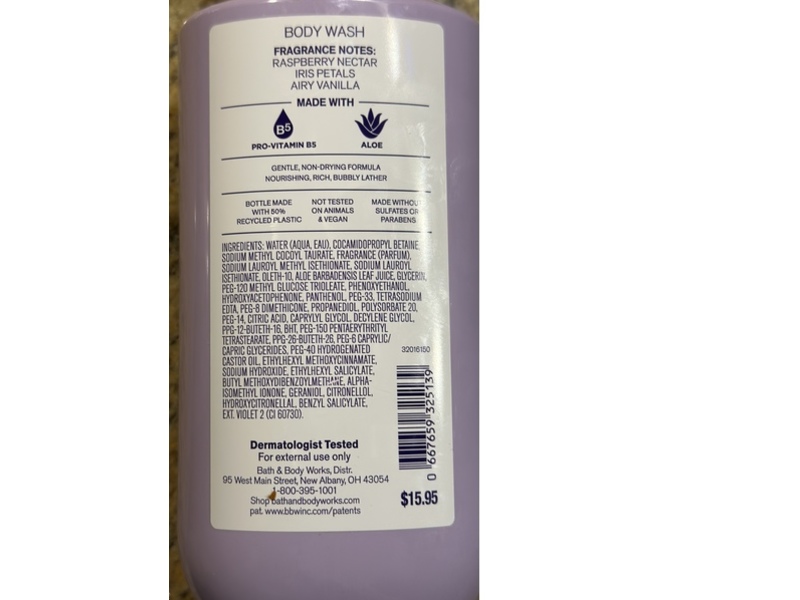 BODY WASH
FRAGRANCE NOTES:
RASPBERRY NECTAR
IRIS PETALS
AIRY VANILLA
MADE WITH
B5
PRO-VITAMIN B5
ALOE
GENTLE, NON-DRYING FORMULA
NOURISHING, RICH, BUBBLY LATHER
BOTTLE MADE
WITH 50%
RECYCLED PLASTIC
NOT TESTED
ON ANIMALS
& VEGAN
MADE WITHOUT
SULFATES OR
PARABENS
INGREDIENTS: WATER (AQUA, EAU), COCAMIDOPROPYL BETAINE,
SODIUM METHYL COCOYL TAURATE, FRAGRANCE (PARFUM),
SODIUM LAUROYL METHYL ISETHIONATE, SODIUM LAUROYL
ISETHIONATE, OLETH-10, ALOE BARBADENSIS LEAF JUICE, GLYCERIN,
PEG-120 METHYL GLUCOSE TRIOLEATE, PHENOXYETHANOL,
HYDROXYACETOPHENONE, PANTHENOL, PEG-33, TETRASODIUM
EDTA, PEG-8 DIMETHICONE, PROPANEDIOL, POLYSORBATE 20,
PEG-14, CITRIC ACID, CAPRYLYL GLYCOL, DECYLENE GLYCOL,
PPG-12-BUTETH-16, BHT, PEG-150 PENTAERYTHRITYL
TETRASTEARATE, PPG-26-BUTETH-26, PEG-6 CAPRYLIC/
CAPRIC GLYCERIDES, PEG-40 HYDROGENATED
CASTOR OIL, ETHYLHEXYL METHOXYCINNAMATE,
SODIUM HYDROXIDE, ETHYLHEXYL SALICYLATE,
BUTYL METHOXYDIBENZOYLMETHANE, ALPHA-
ISOMETHYL IONONE, GERANIOL, CITRONELLOL,
HYDROXYCITRONELLAL, BENZYL SALICYLATE,
EXT. VIOLET 2 (CI 60730).
32016150
0 667659 325139
Dermatologist Tested
For external use only
Bath & Body Works, Distr.
95 West Main Street, New Albany, OH 43054
1-800-395-1001
Shop bathandbodyworks.com
pat. www.bbwinc.com/patents
$15.95